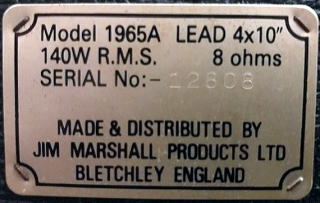 Model 1965A LEAD 4x10"
140W R.M.S. 8 ohms
SERIAL No:- 12608
MADE & DISTRIBUTED BY
JIM MARSHALL PRODUCTS LTD
BLETCHLEY ENGLAND